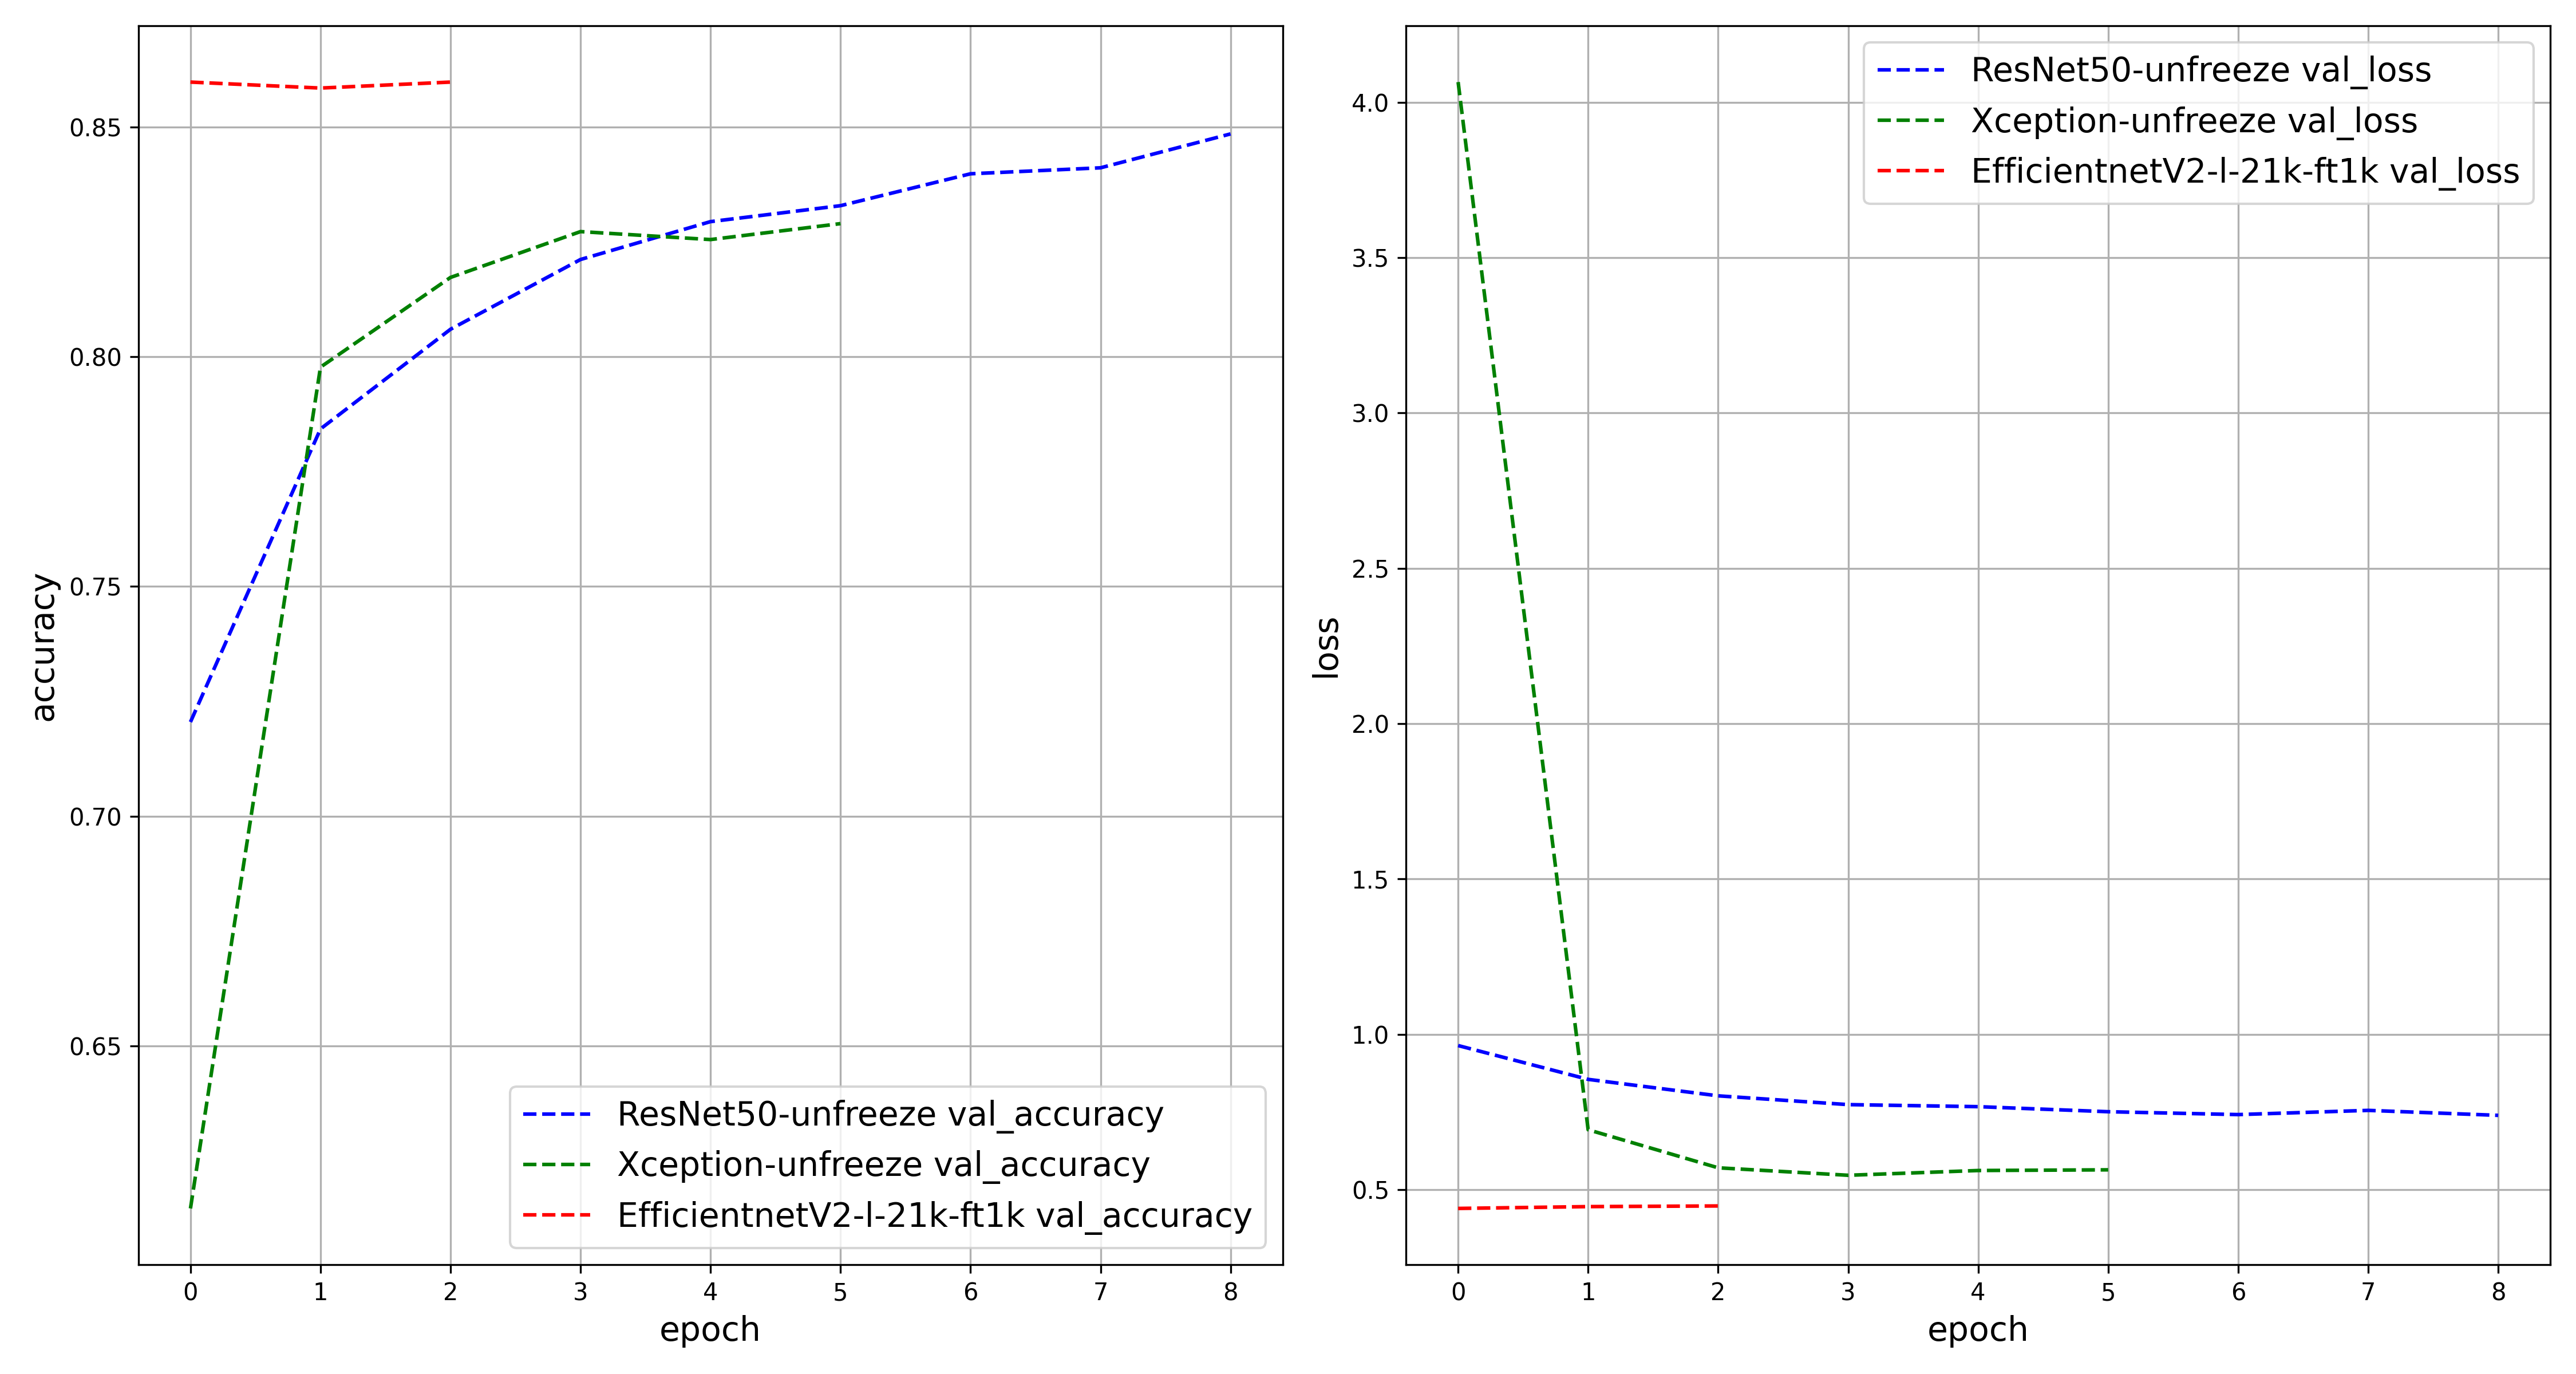 accuracy
0.85
0.80
0.75
0.70
0.65
ResNet50-unfreeze val_accuracy
Xception-unfreeze val_accuracy
EfficientnetV2-l-21k-ft1k val_accuracy
0 1 2 3 4 5 6 7 8
epoch
loss
4.0
3.5
3.0
2.5
2.0
1.5
1.0
0.5
ResNet50-unfreeze val_loss
Xception-unfreeze val_loss
EfficientnetV2-l-21k-ft1k val_loss
0 1 2 3 4 5 6 7 8
epoch